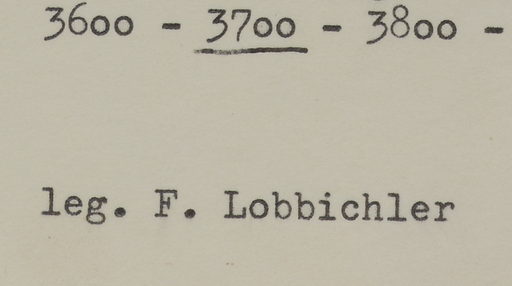 3600 - 3700 - 3800 -
leg. F. Lobbichler